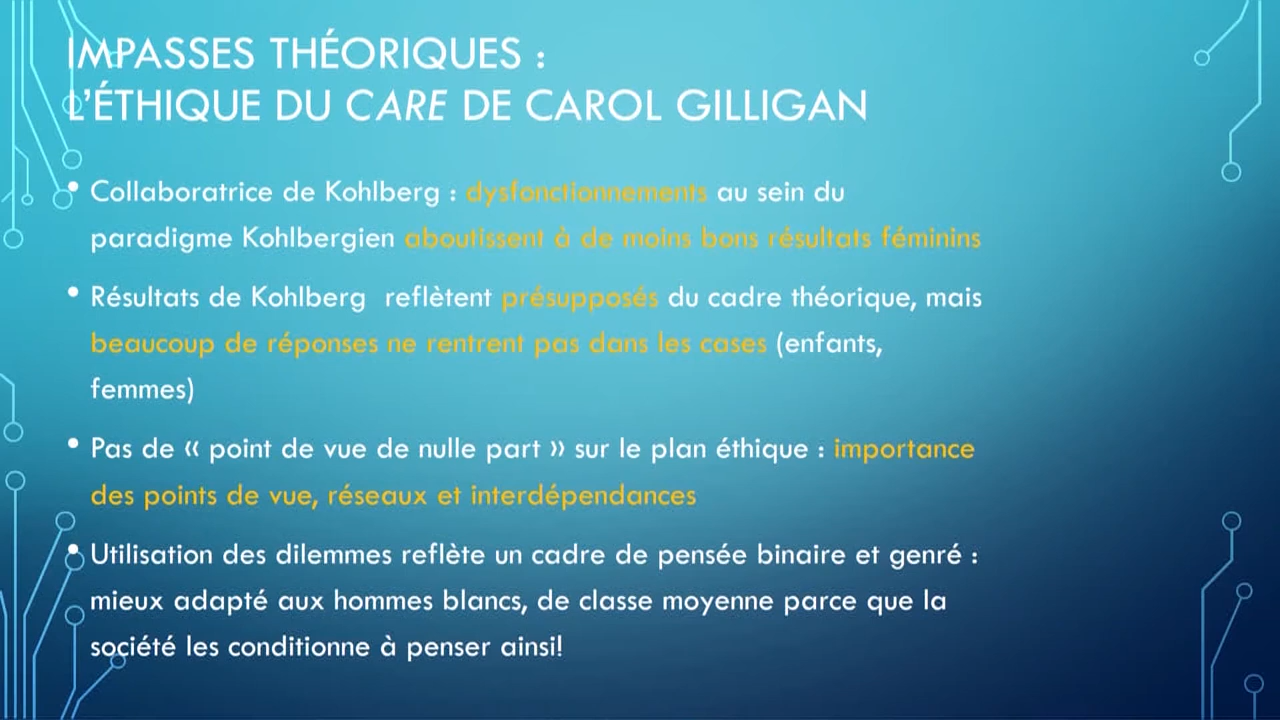 IMPASSES THÉORIQUES :
L'ÉTHIQUE DU CARE DE CAROL GILLIGAN
• Collaboratrice de Kohlberg : dysfonctionnements au sein du
paradigme Kohlbergien aboutissent à de moins bons résultats féminins
• Résultats de Kohlberg reflètent présupposés du cadre théorique, mais
beaucoup de réponses ne rentrent pas dans les cases (enfants,
femmes)
• Pas de « point de vue de nulle part » sur le plan éthique : importance
des points de vue, réseaux et interdépendances
• Utilisation des dilemmes reflète un cadre de pensée binaire et genré :
mieux adapté aux hommes blancs, de classe moyenne parce que la
société les conditionne à penser ainsi!